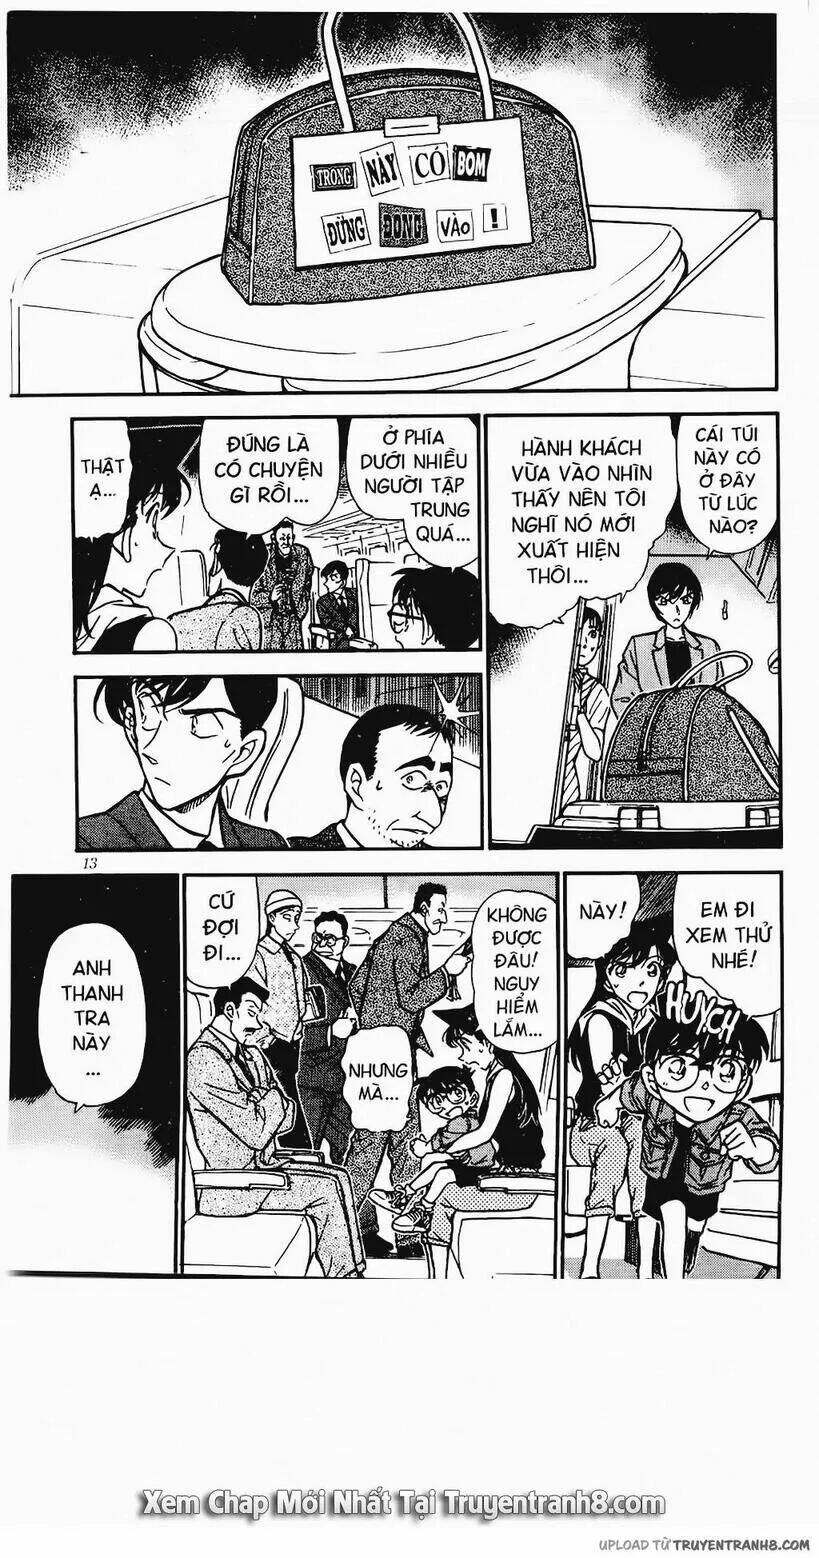 TRONG NÀY CÓ BOM
ĐỪNG ĐỘNG VÀO !
CÁI TÚI
NÀY CÓ
Ở ĐÂY
TỪ LÚC
NÀO?
HÀNH KHÁCH
VỪA VÀO NHÌN
THẤY NÊN TÔI
NGHĨ NÓ MỚI
XUẤT HIỆN
THÔI...
Ở PHÍA
DƯỚI NHIỀU
NGƯỜI TẬP
TRUNG
QUÁ...
ĐÚNG LÀ
CÓ CHUYỆN
GÌ RỒI...
THẬT
Ạ...
13
EM ĐI
XEM THỬ
NHÉ!
NÀY!
HUỴCH
KHÔNG
ĐƯỢC
ĐÂU!
NGUY
HIỂM
LẮM...
NHƯNG
MÀ...
CỨ
ĐỢI
ĐI...
ANH
THANH
TRA
NÀY
...
Xem Chap Mới Nhất Tại Truyentranh8.com
UPLOAD TỪ TRUYENTRANH8.COM